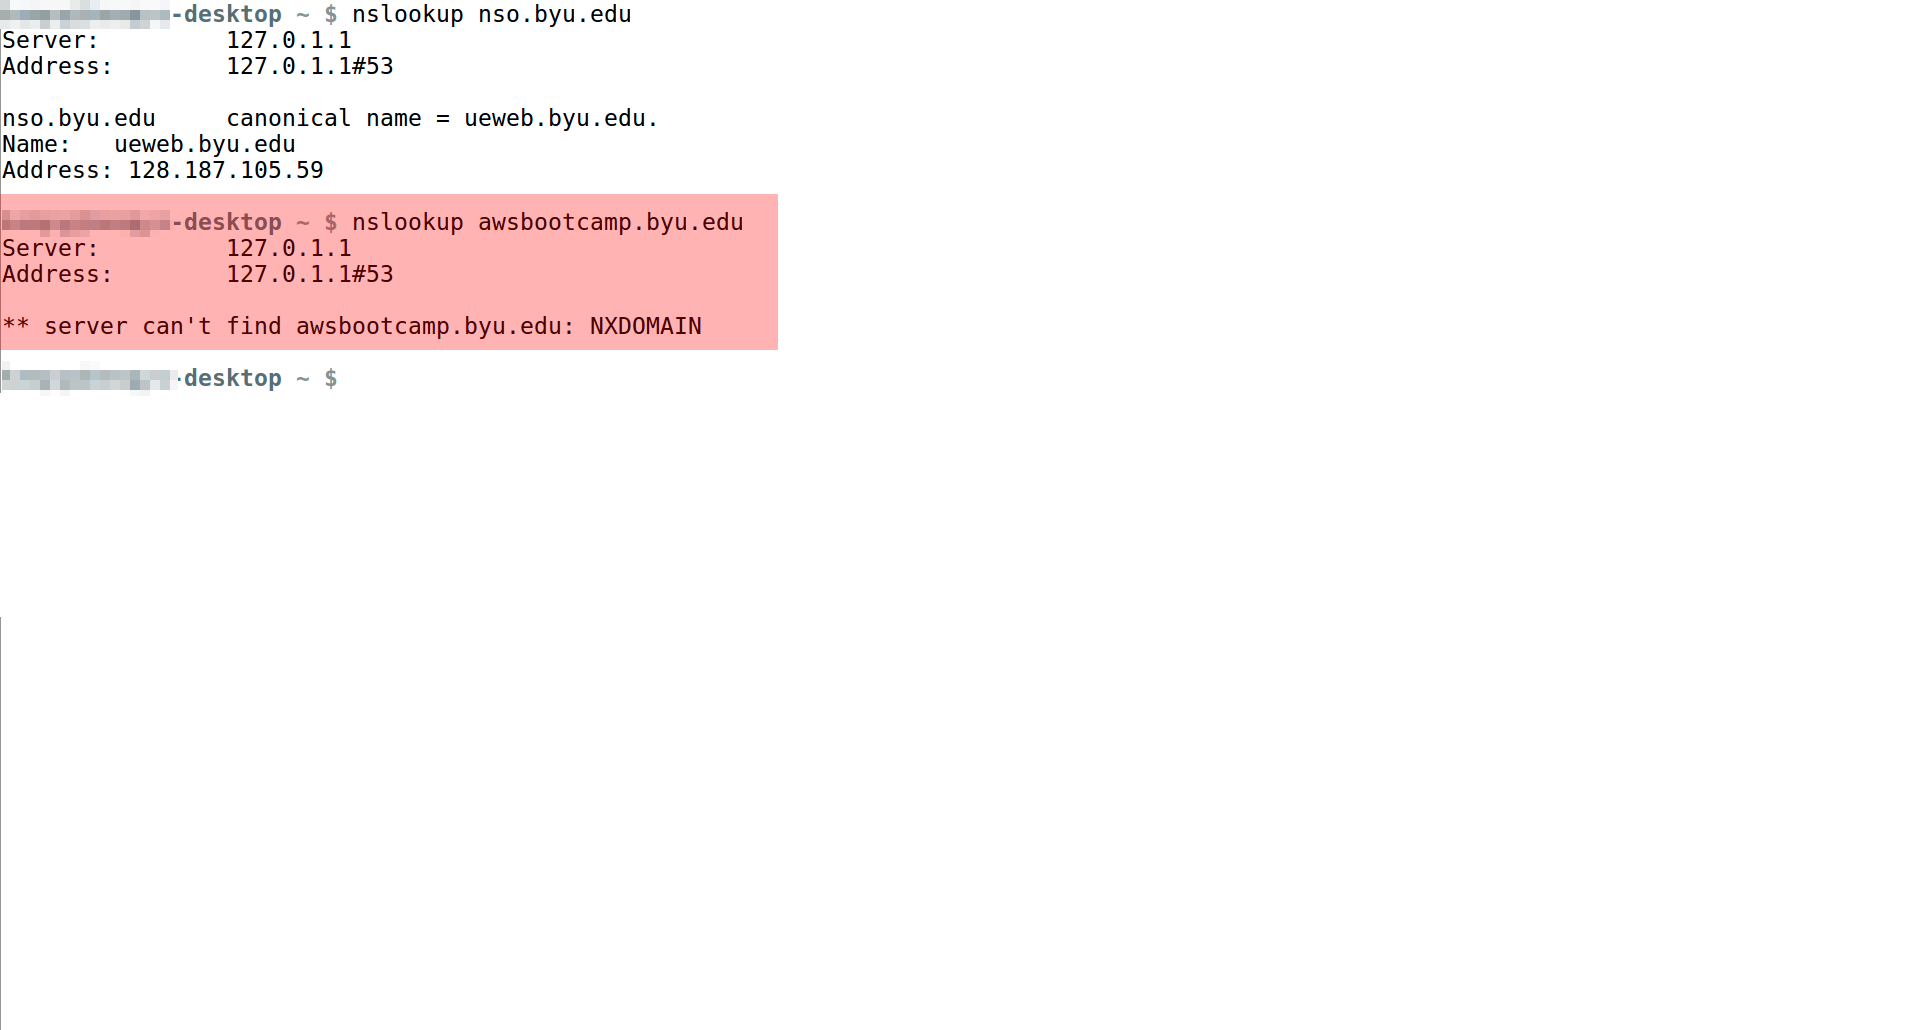 -desktop ~ $ nslookup nso.byu.edu
Server:         127.0.1.1
Address:        127.0.1.1#53
nso.byu.edu     canonical name = ueweb.byu.edu.
Name:   ueweb.byu.edu
Address: 128.187.105.59
-desktop ~ $ nslookup awsbootcamp.byu.edu
Server:         127.0.1.1
Address:        127.0.1.1#53
** server can't find awsbootcamp.byu.edu: NXDOMAIN
-desktop ~ $